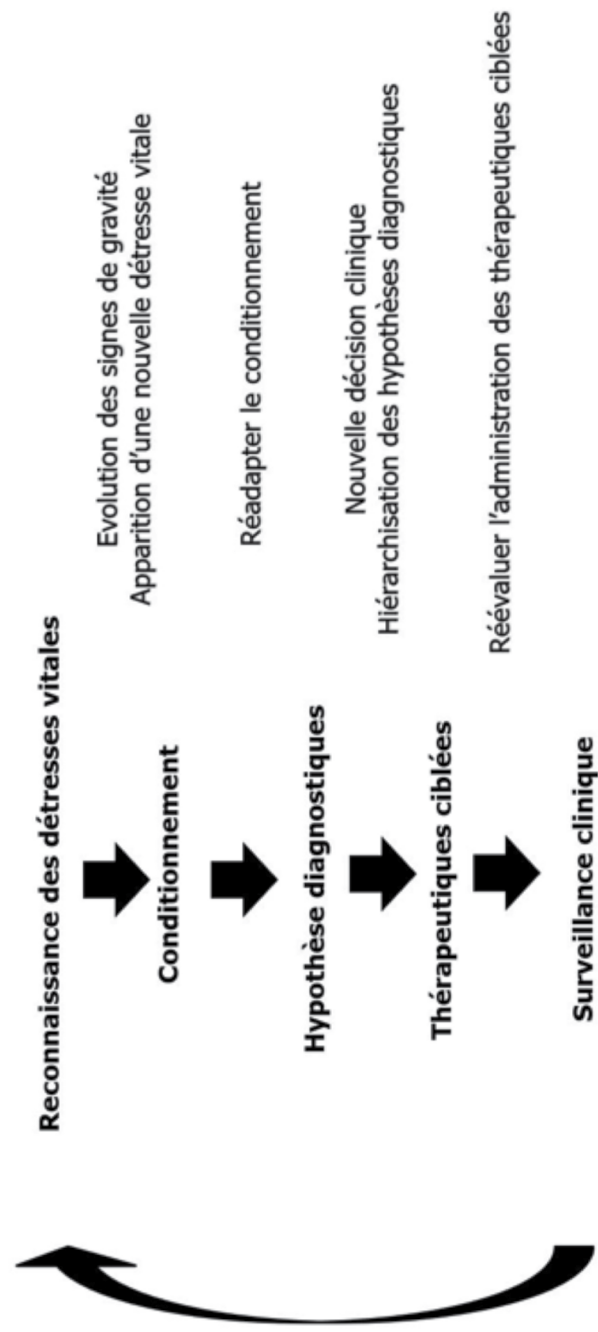 Reconnaissance des détresses vitales
Evolution des signes de gravité
Apparition d'une nouvelle détresse vitale
Conditionnement
Réadapter le conditionnement
Hypothèse diagnostiques
Nouvelle décision clinique
Hiérarchisation des hypothèses diagnostiques
Thérapeutiques ciblées
Réévaluer l'administration des thérapeutiques ciblées
Surveillance clinique